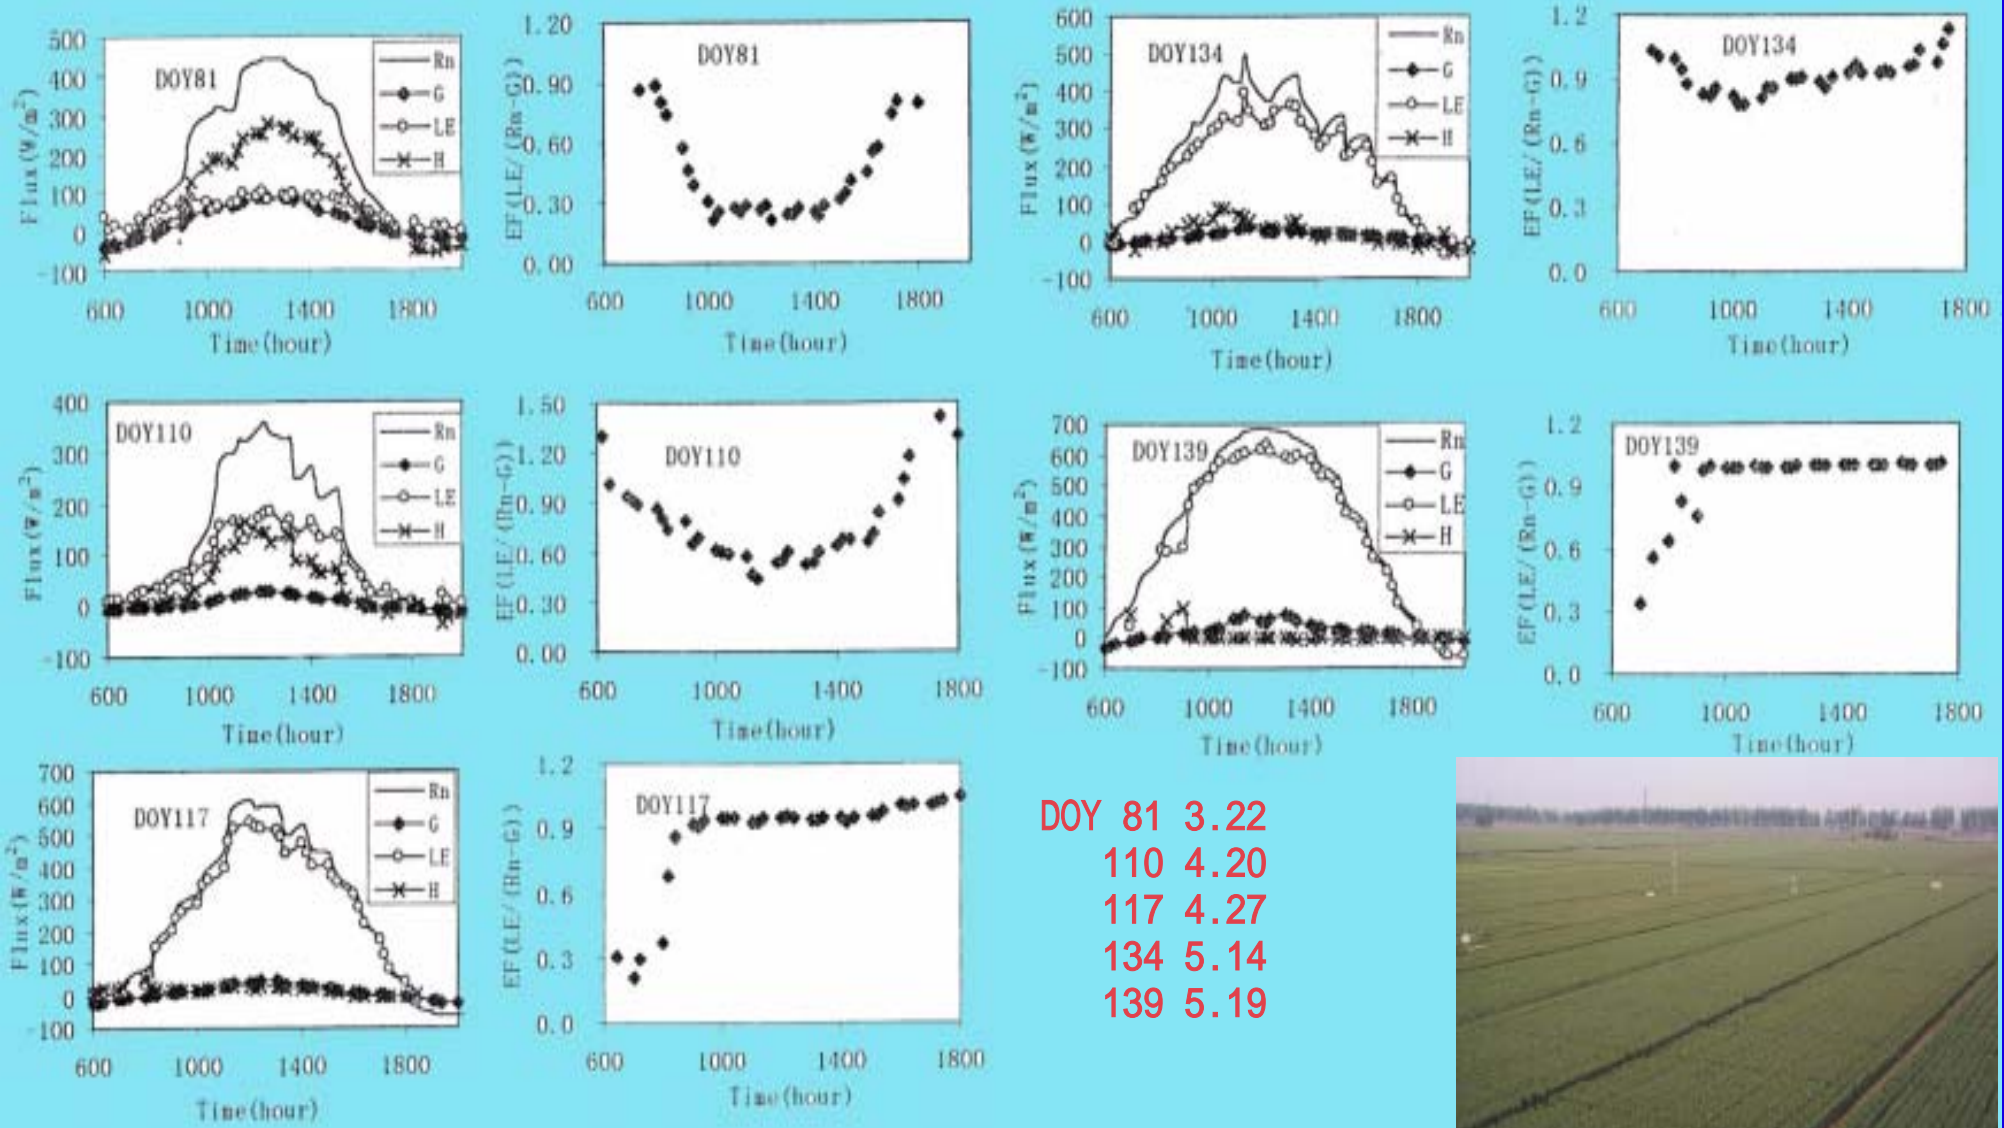 500
400
300
200
100
0
-100
Flux(W/m²)
DOY81
Rn
G
LE
H
600 1000 1400 1800
Time(hour)
1.20
0.90
0.60
0.30
0.00
EF(LE/(Rn-G))
DOY81
600 1000 1400 1800
Time(hour)
600
500
400
300
200
100
0
-100
Flux(W/m²)
DOY134
Rn
G
LE
H
600 1000 1400 1800
Time(hour)
1.2
0.9
0.6
0.3
0.0
EF(LE/(Rn-G))
DOY134
600 1000 1400 1800
Time(hour)
400
300
200
100
0
-100
Flux(W/m²)
DOY110
Rn
G
LE
H
600 1000 1400 1800
Time(hour)
1.50
1.20
0.90
0.60
0.30
0.00
EF(LE/(Rn-G))
DOY110
600 1000 1400 1800
Time(hour)
700
600
500
400
300
200
100
0
-100
Flux(W/m²)
DOY139
Rn
G
LE
H
600 1000 1400 1800
Time(hour)
1.2
0.9
0.6
0.3
0.0
EF(LE/(Rn-G))
DOY139
600 1000 1400 1800
Time(hour)
700
600
500
400
300
200
100
0
-100
Flux(W/m²)
DOY117
Rn
G
LE
H
600 1000 1400 1800
Time(hour)
1.2
0.9
0.6
0.3
0.0
EF(LE/(Rn-G))
DOY117
600 1000 1400 1800
Time(hour)
DOY 81 3.22
110 4.20
117 4.27
134 5.14
139 5.19